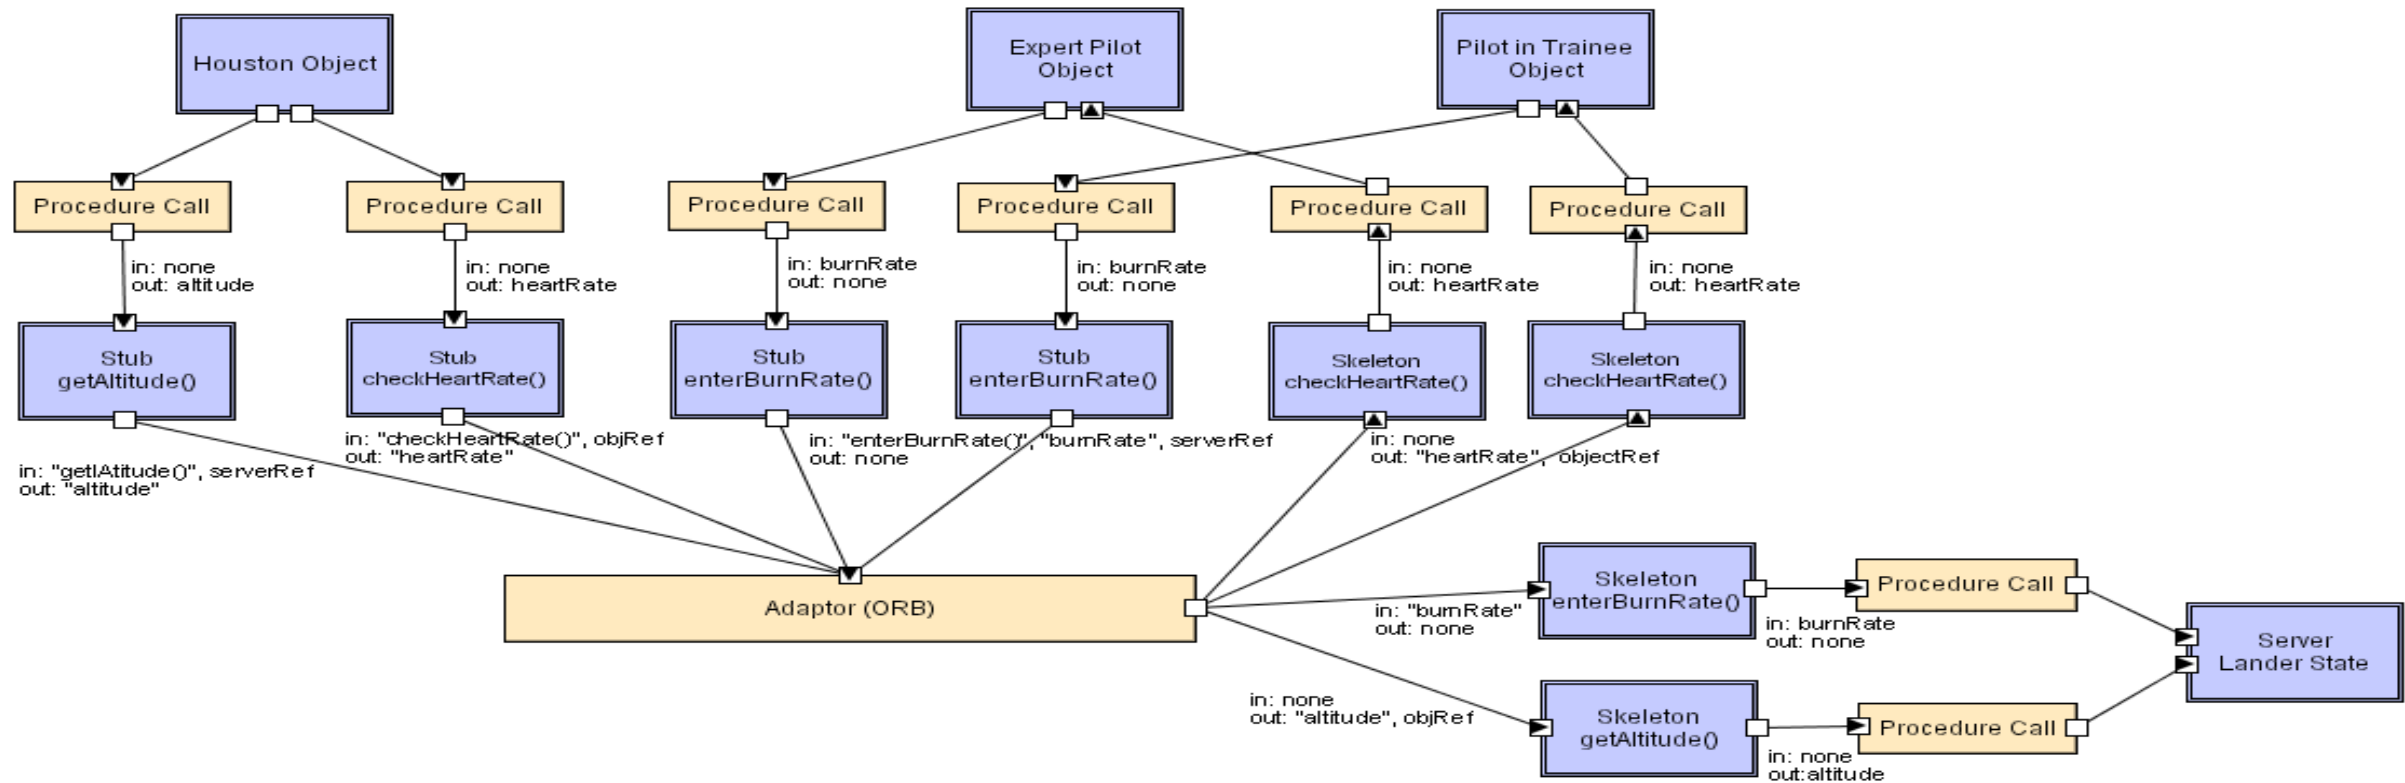 Houston Object
Expert Pilot
Object
Pilot in Trainee
Object
Procedure Call
Procedure Call
Procedure Call
Procedure Call
Procedure Call
Procedure Call
in: none
out: altitude
in: none
out: heartRate
in: burnRate
out: none
in: burnRate
out: none
in: none
out: heartRate
in: none
out: heartRate
Stub
getAltitude()
Stub
checkHeartRate()
Stub
enterBurnRate()
Stub
enterBurnRate()
Skeleton
checkHeartRate()
Skeleton
checkHeartRate()
in: "getlAtitude()", serverRef
out: "altitude"
in: "checkHeartRate()", objRef
out: "heartRate"
in: "enterBurnRate()", "burnRate", serverRef
out: none
in: none
out: "heartRate", objectRef
Adaptor (ORB)
in: "burnRate"
out: none
Skeleton
enterBurnRate()
in: burnRate
out: none
Procedure Call
Server
Lander State
in: none
out: "altitude", objRef
Skeleton
getAltitude()
in: none
out:altitude
Procedure Call